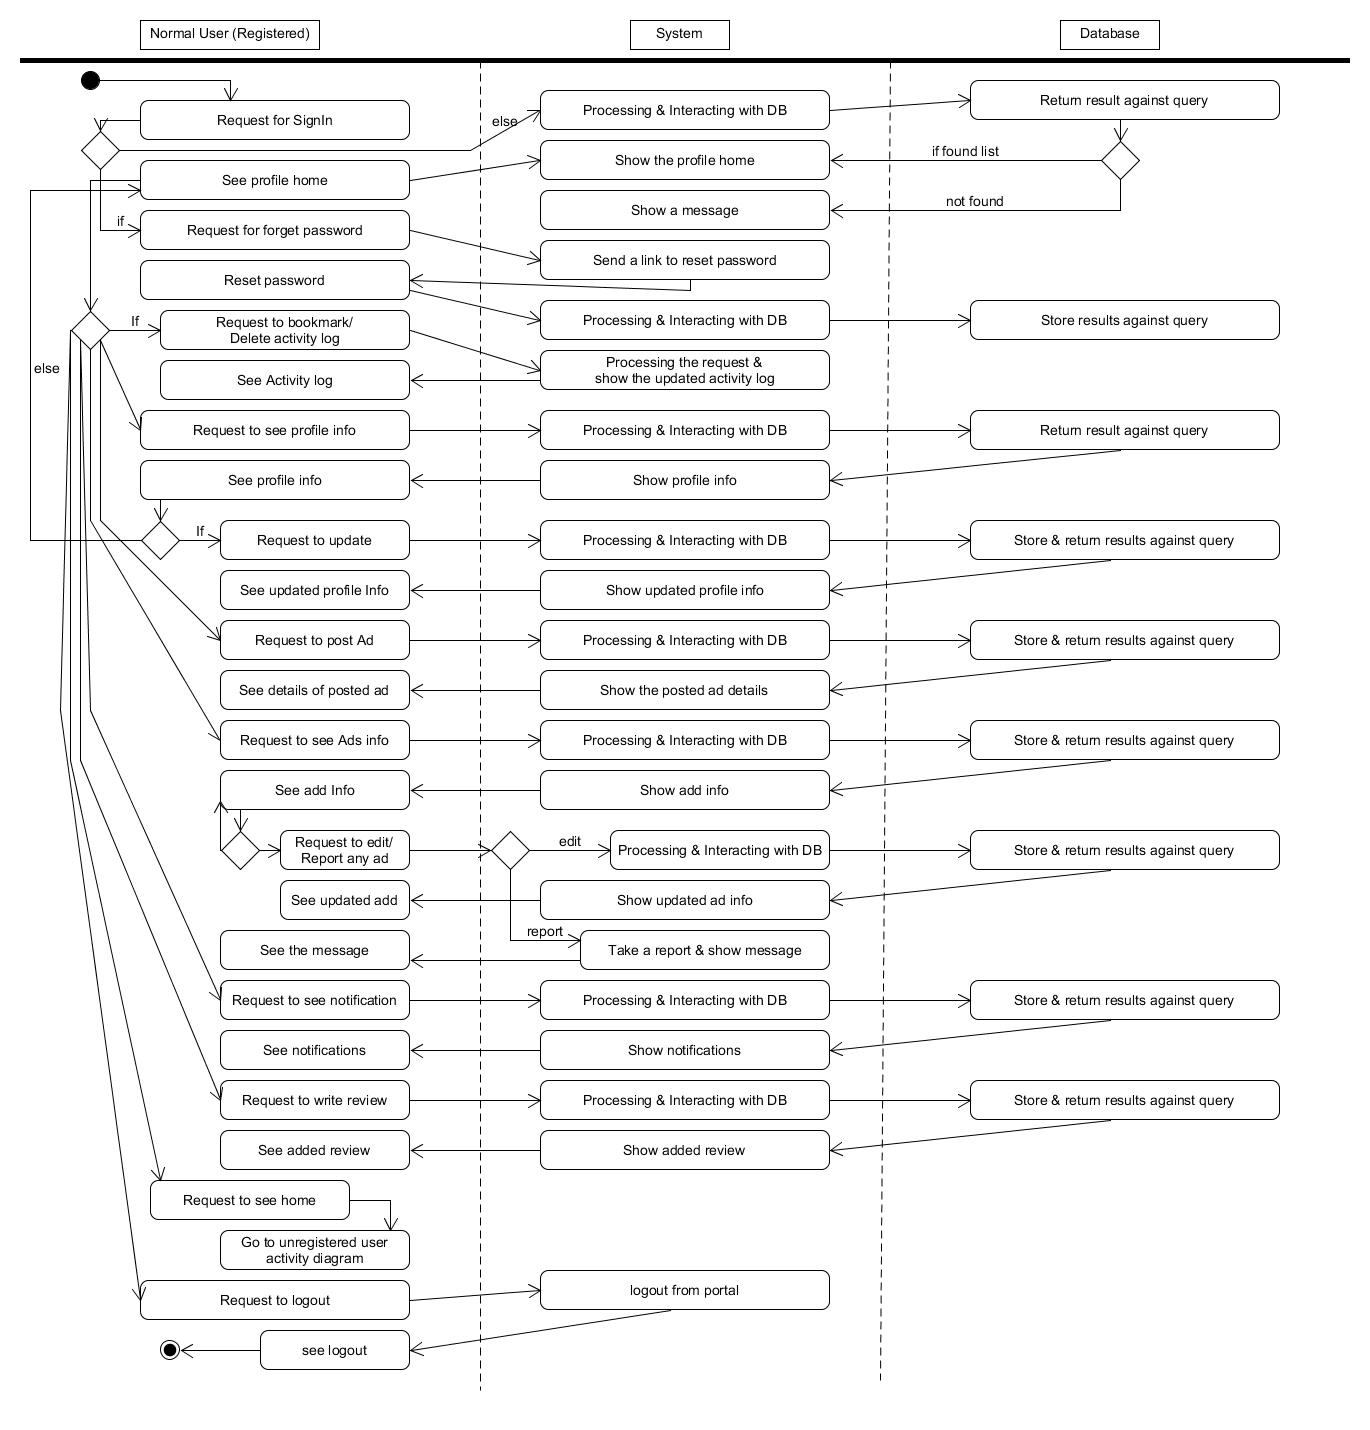 Normal User (Registered)
System
Database
Request for SignIn
else
Processing & Interacting with DB
Return result against query
See profile home
Show the profile home
if found list
if
Request for forget password
Show a message
not found
Send a link to reset password
Reset password
Processing & Interacting with DB
Store results against query
If
Request to bookmark/
Delete activity log
else
See Activity log
Processing the request &
show the updated activity log
Request to see profile info
Processing & Interacting with DB
Return result against query
See profile info
Show profile info
If
Request to update
Processing & Interacting with DB
Store & return results against query
See updated profile Info
Show updated profile info
Request to post Ad
Processing & Interacting with DB
Store & return results against query
See details of posted ad
Show the posted ad details
Request to see Ads info
Processing & Interacting with DB
Store & return results against query
See add Info
Show add info
Request to edit/
Report any ad
edit
Processing & Interacting with DB
Store & return results against query
See updated add
Show updated ad info
report
See the message
Take a report & show message
Request to see notification
Processing & Interacting with DB
Store & return results against query
See notifications
Show notifications
Request to write review
Processing & Interacting with DB
Store & return results against query
See added review
Show added review
Request to see home
Go to unregistered user
activity diagram
Request to logout
logout from portal
see logout